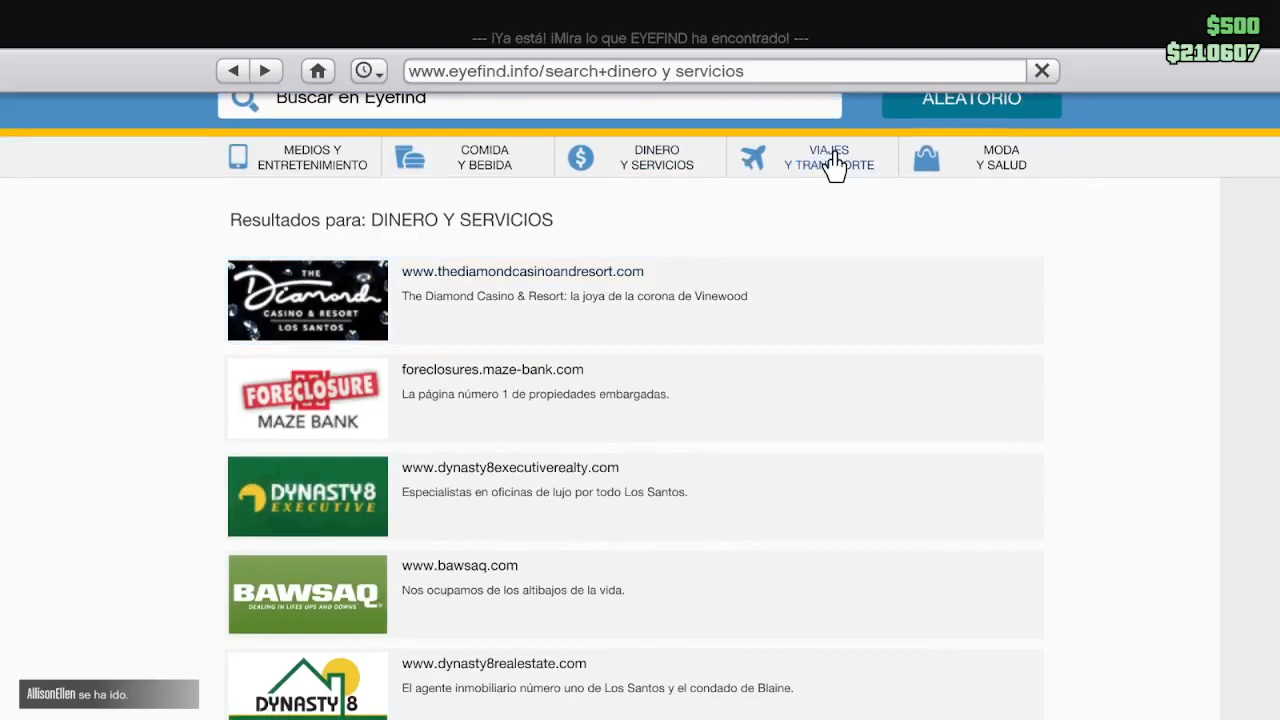 --- ¡Ya está! ¡Mira lo que EYEFIND ha encontrado! ---
$500
$210607
www.eyefind.info/search+dinero y servicios
Buscar en Eyefind
ALEATORIO
MEDIOS Y
ENTRETENIMIENTO
COMIDA
Y BEBIDA
DINERO
Y SERVICIOS
VIAJES
Y TRANSPORTE
MODA
Y SALUD
Resultados para: DINERO Y SERVICIOS
THE
Diamond
CASINO & RESORT
LOS SANTOS
www.thediamondcasinoandresort.com
The Diamond Casino & Resort: la joya de la corona de Vinewood
FORECLOSURE
MAZE BANK
foreclosures.maze-bank.com
La página número 1 de propiedades embargadas.
DYNASTY8
EXECUTIVE
www.dynasty8executiverealty.com
Especialistas en oficinas de lujo por todo Los Santos.
BAWSAQ
DEALING IN LIFES UPS AND DOWNS
www.bawsaq.com
Nos ocupamos de los altibajos de la vida.
DYNASTY 8
www.dynasty8realestate.com
El agente inmobiliario número uno de Los Santos y el condado de Blaine.
AllisonEllen se ha ido.